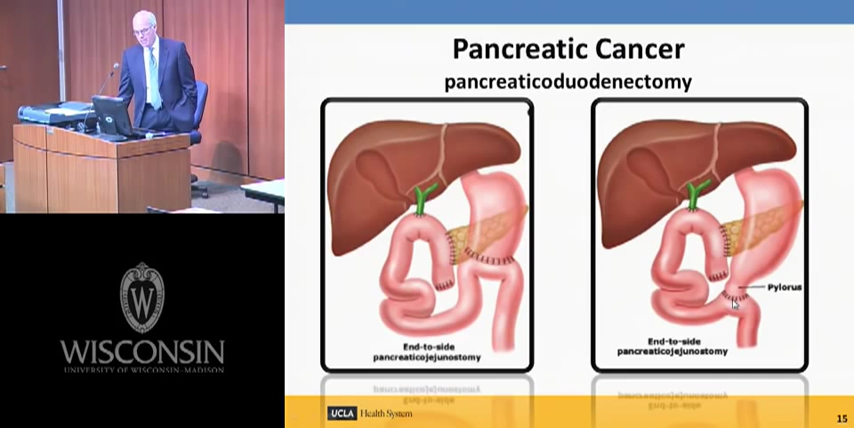 Pancreatic Cancer
pancreaticoduodenectomy
End-to-side
pancreaticojejunostomy
Pylorus
End-to-side
pancreaticojejunostomy
W
WISCONSIN
UNIVERSITY OF WISCONSIN–MADISON
UCLA Health System
15